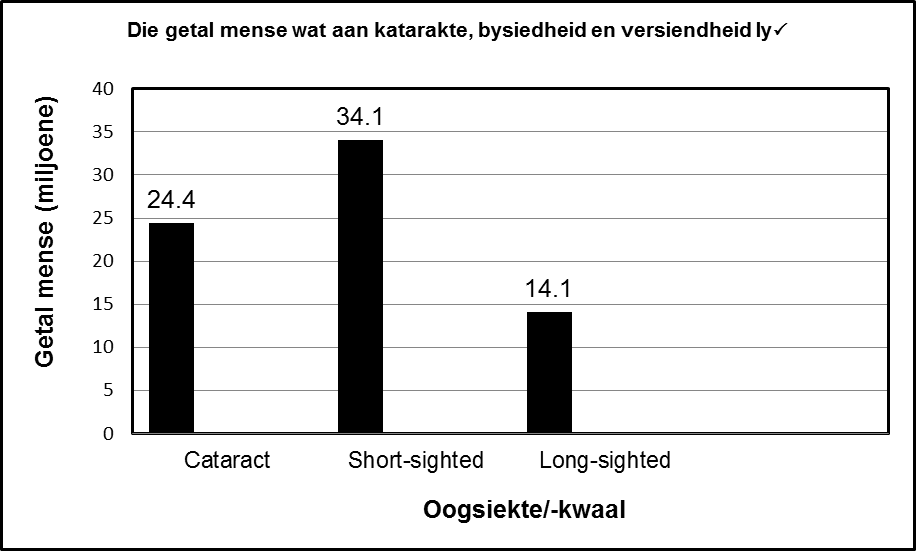 Die getal mense wat aan katarakte, bysiedheid en versiendheid ly✓
Getal mense (miljoene)
40
35
30
25
20
15
10
5
0
24.4
34.1
14.1
Cataract
Short-sighted
Long-sighted
Oogsiekte/-kwaal